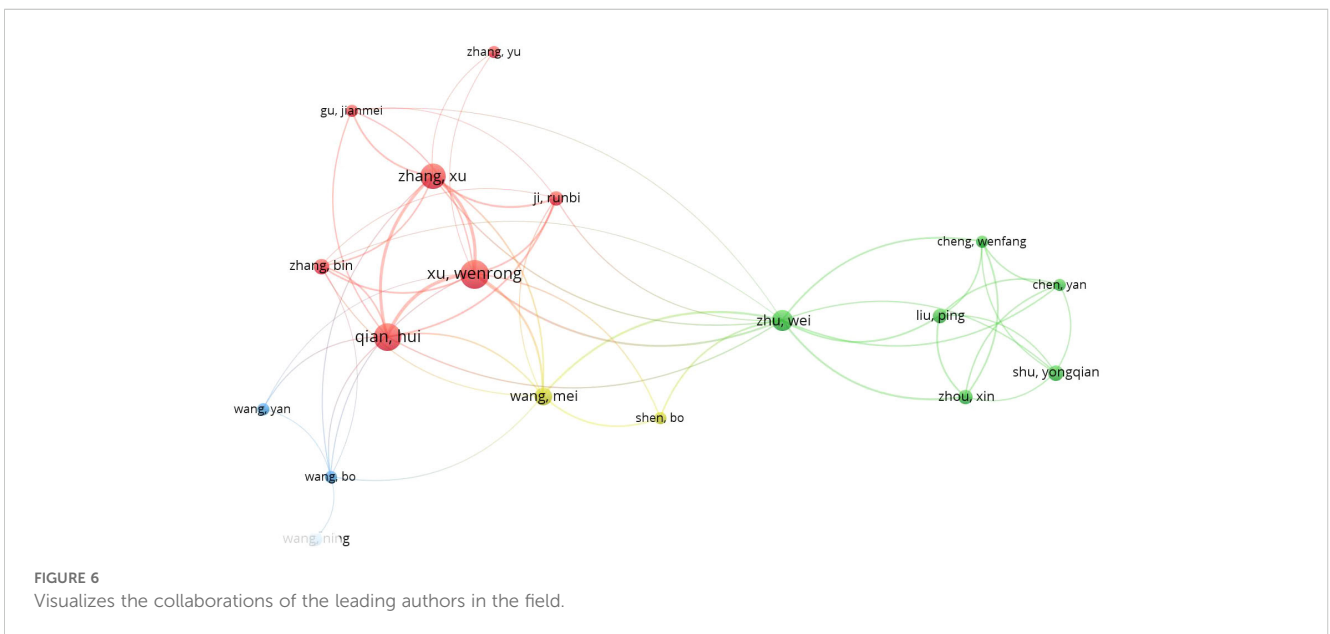 zhang, yu
gu, jianmei
zhang, xu
ji, runbi
cheng, wenfang
zhang, bin
xu, wenrong
chen, yan
liu, ping
zhu, wei
qian, hui
shu, yongqian
wang, mei
zhou, xin
wang, yan
shen, bo
wang, bo
wang, ning
FIGURE 6
Visualizes the collaborations of the leading authors in the field.